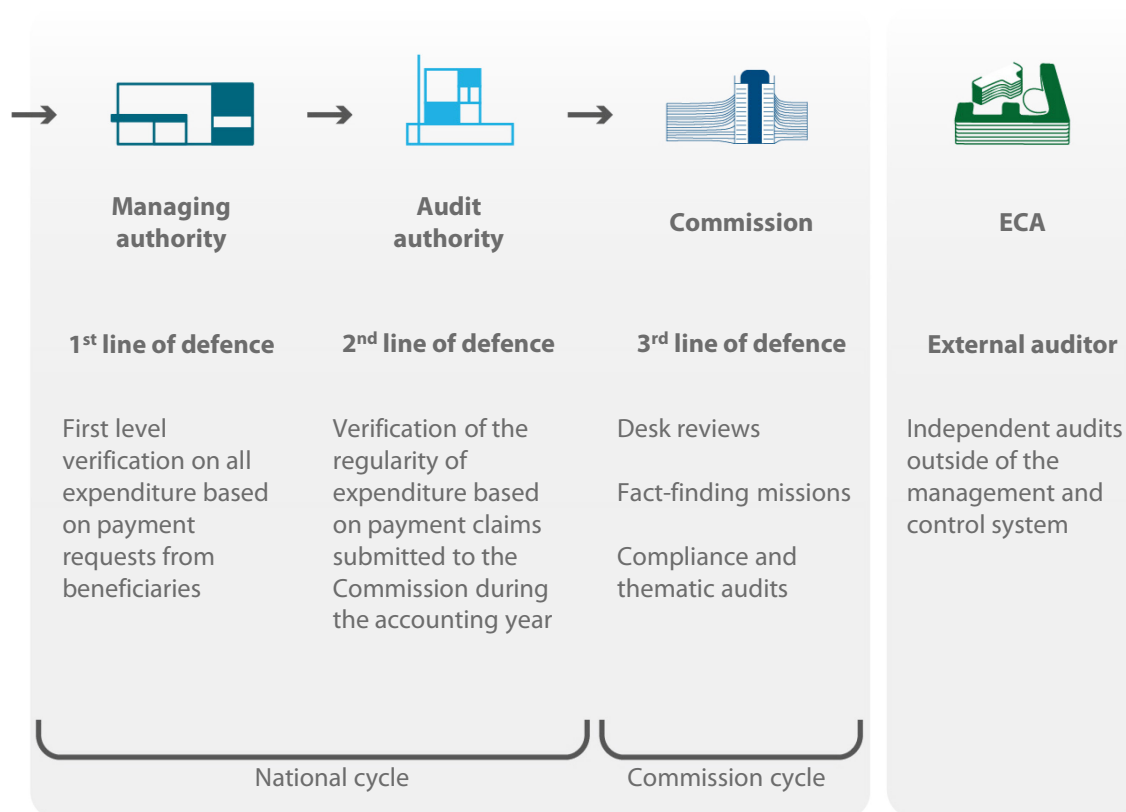 Managing
authority
Audit
authority
Commission
ECA
1st line of defence
2nd line of defence
3rd line of defence
External auditor
First level
verification on all
expenditure based
on payment
requests from
beneficiaries
Verification of the
regularity of
expenditure based
on payment claims
submitted to the
Commission during
the accounting year
Desk reviews
Fact-finding missions
Compliance and
thematic audits
Independent audits
outside of the
management and
control system
National cycle
Commission cycle